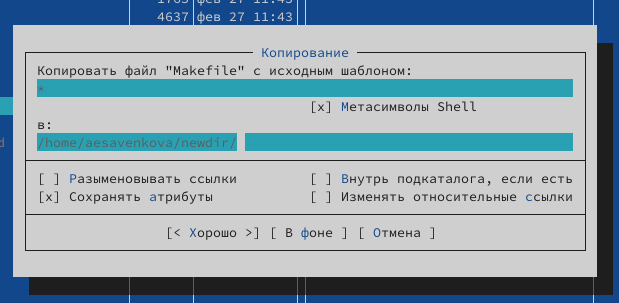 1763 фев 27 11:43
4637 фев 27 11:43
Копирование
Копировать файл "Makefile" с исходным шаблоном:
*
[x] Метасимволы Shell
в:
/home/aesavenkova/newdir/
[ ] Разыменовывать ссылки [ ] Внутрь подкаталога, если есть
[x] Сохранять атрибуты [ ] Изменять относительные ссылки
[< Хорошо >] [ В фоне ] [ Отмена ]